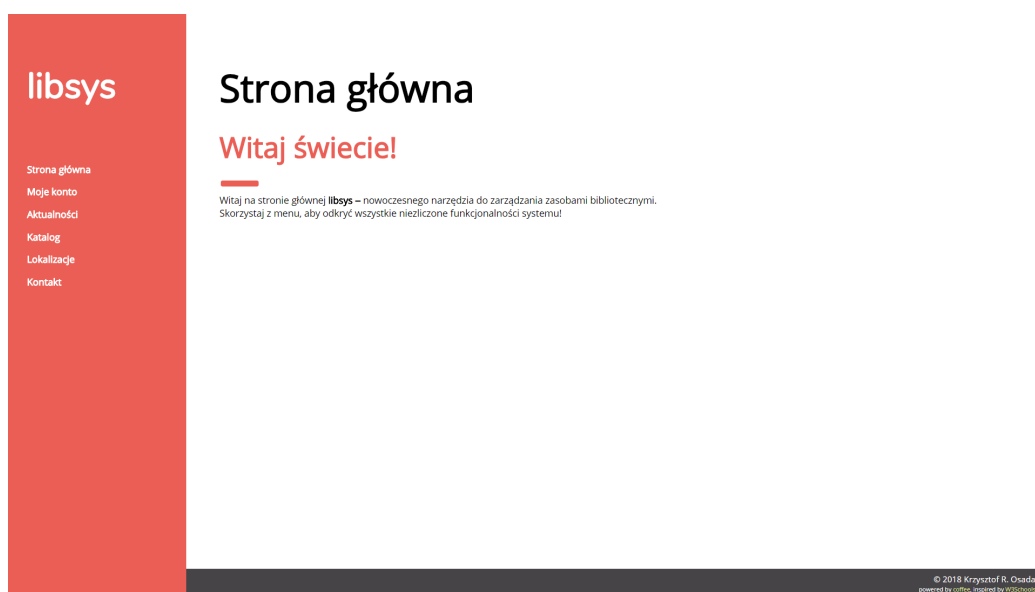 libsys
Strona główna
Moje konto
Aktualności
Katalog
Lokalizacje
Kontakt
Strona główna
Witaj świecie!
Witaj na stronie głównej libsys – nowoczesnego narzędzia do zarządzania zasobami bibliotecznymi.
Skorzystaj z menu, aby odkryć wszystkie niezliczone funkcjonalności systemu!
© 2018 Krzysztof R. Osada
powered by coffee, inspired by W3Schools